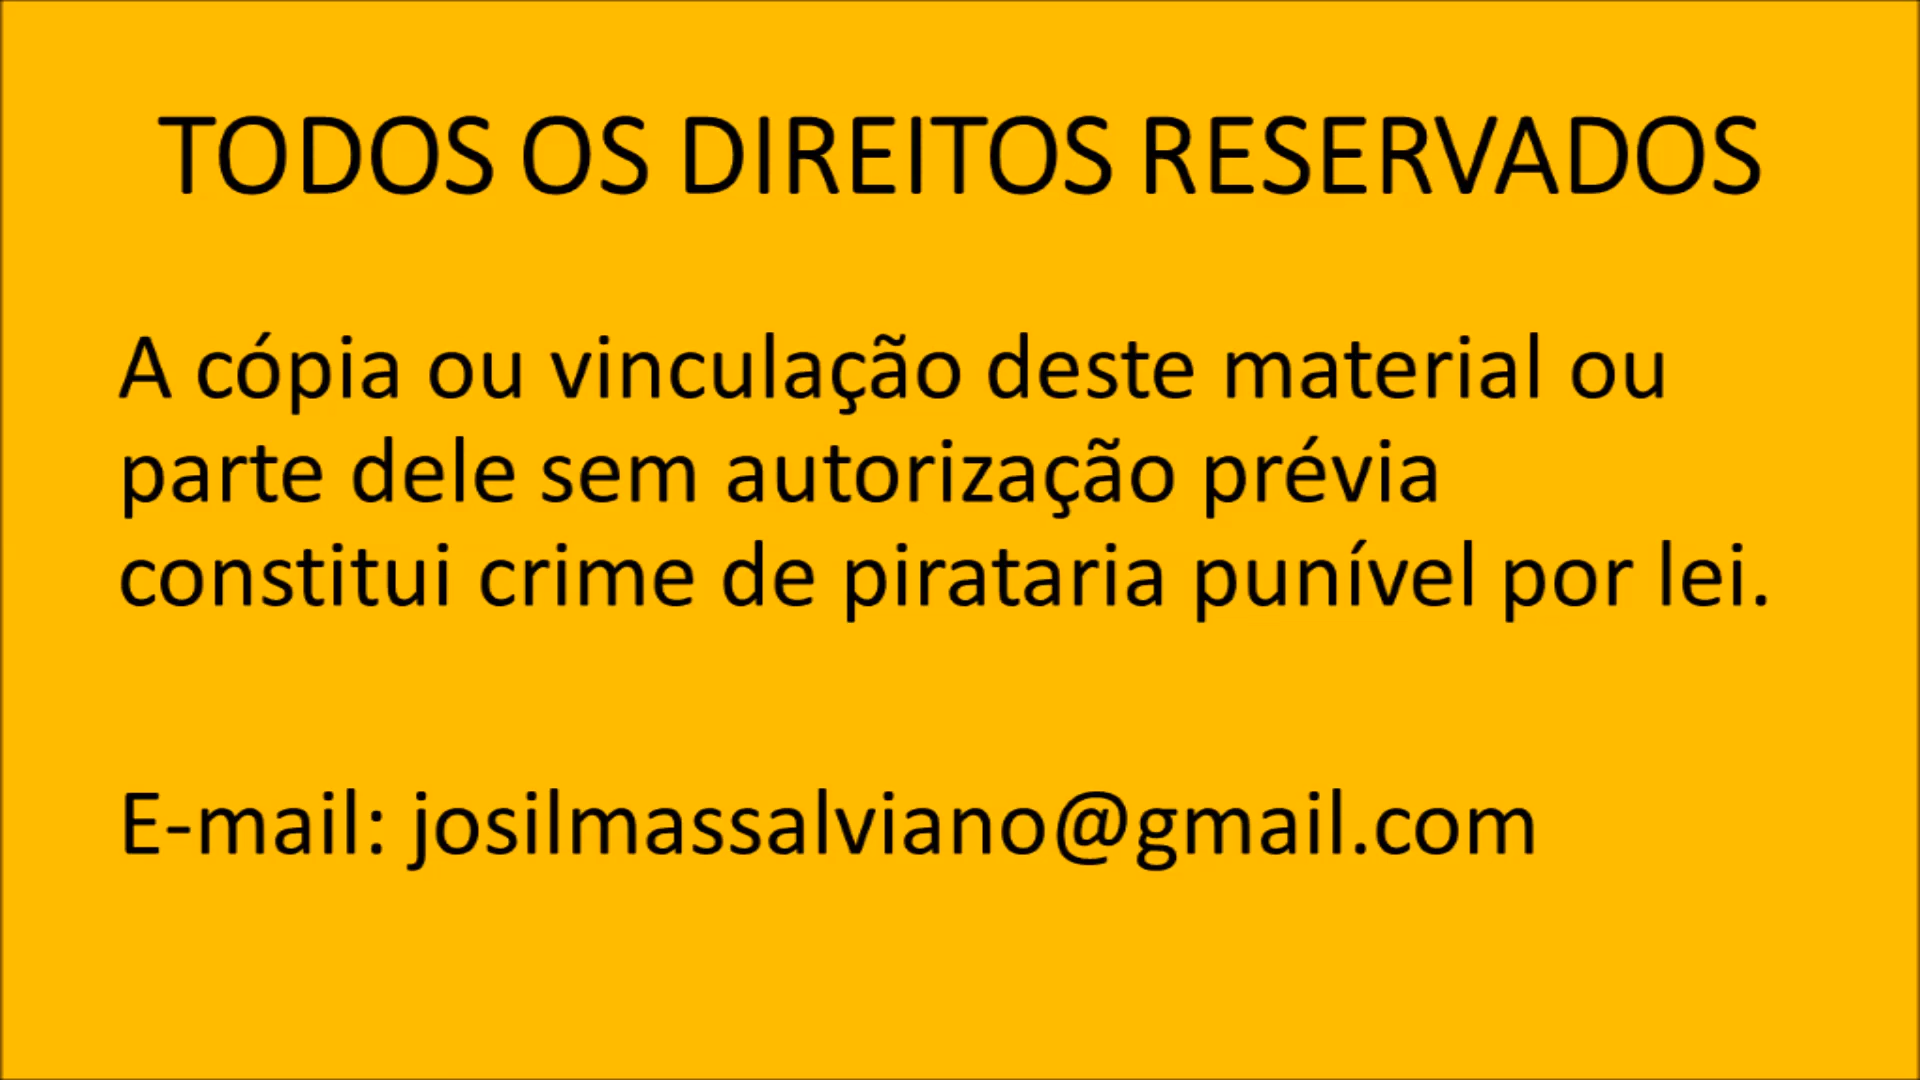 TODOS OS DIREITOS RESERVADOS
A cópia ou vinculação deste material ou
parte dele sem autorização prévia
constitui crime de pirataria punível por lei.
E-mail: josilmassalviano@gmail.com